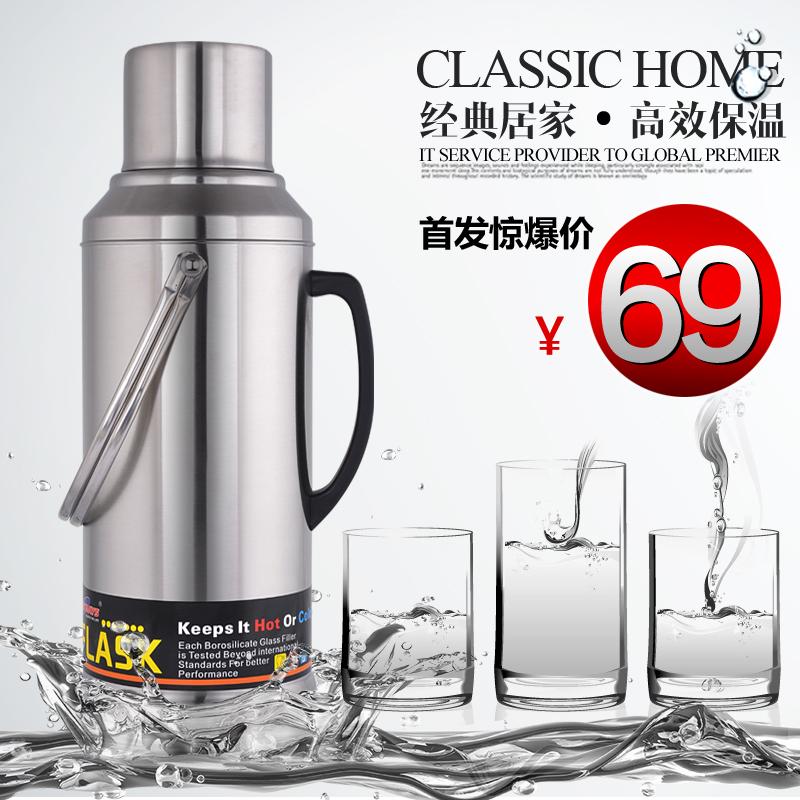 CLASSIC HOME
经典居家 • 高效保温
IT SERVICE PROVIDER TO GLOBAL PREMIER
首发惊爆价
¥ 69
Keeps It Hot Or
Each Borosilicate Glass Filler
is Tested Beyond international
Standards For better
Performance
LASK